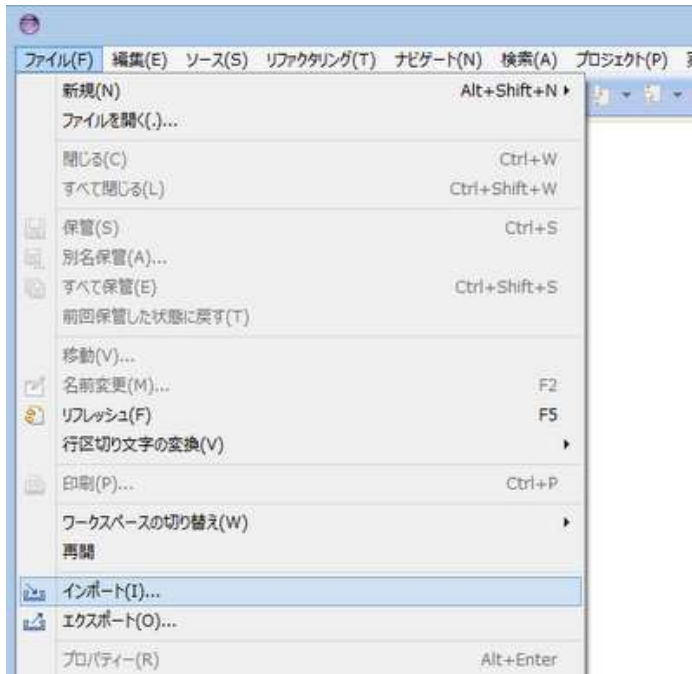 ファイル(F) 編集(E) ソース(S) リファクタリング(T) ナビゲート(N) 検索(A) プロジェクト(P)
新規(N) Alt+Shift+N
ファイルを開く(.)...
閉じる(C) Ctrl+W
すべて閉じる(L) Ctrl+Shift+W
保管(S) Ctrl+S
別名保管(A)...
すべて保管(E) Ctrl+Shift+S
前回保管した状態に戻す(T)
移動(V)...
名前変更(M)... F2
リフレッシュ(F) F5
行区切り文字の変換(V)
印刷(P)... Ctrl+P
ワークスペースの切り替え(W)
再開
インポート(I)...
エクスポート(O)...
プロパティー(R) Alt+Enter